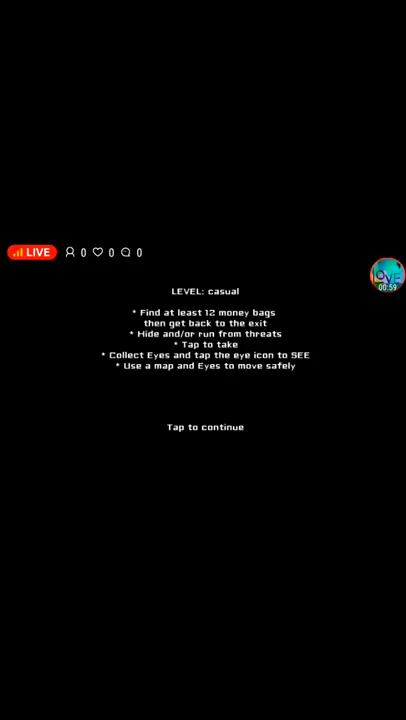 LIVE 0 0 0
LEVEL: casual
00:59
* Find at least 12 money bags
then get back to the exit
* Hide and/or run from threats
* Tap to take
* Collect Eyes and tap the eye icon to SEE
* Use a map and Eyes to move safely
Tap to continue